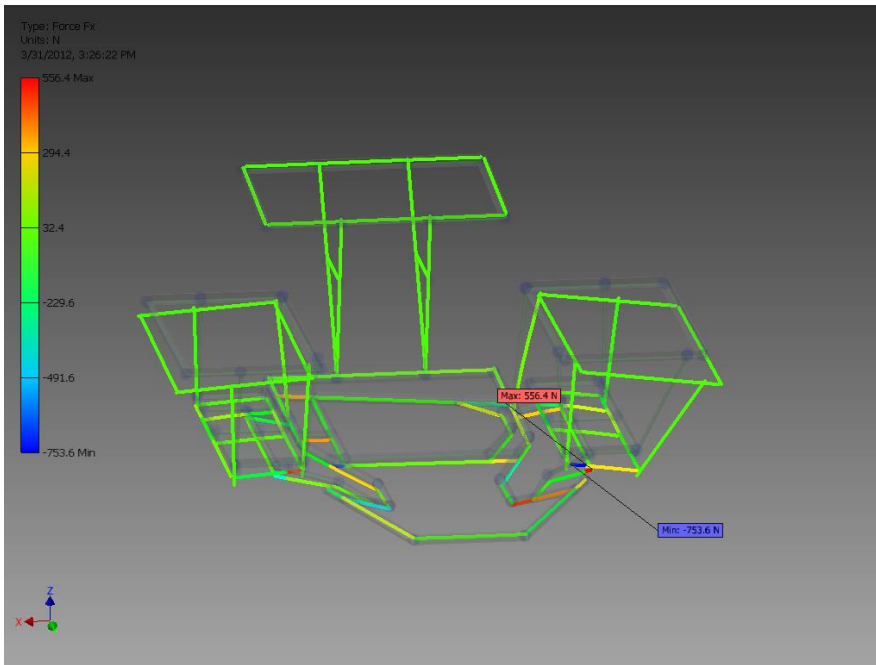 Type: Force Fx
Units: N
3/31/2012, 3:26:22 PM
556.4 Max
294.4
32.4
-229.6
-491.6
-753.6 Min
Max: 556.4 N
Min: -753.6 N
Z
X